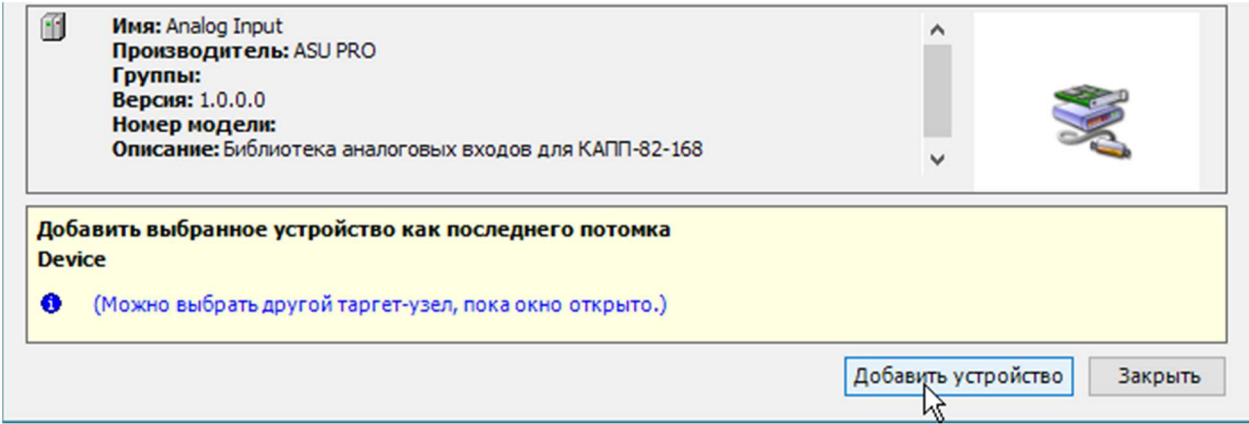 Имя: Analog Input
Производитель: ASU PRO
Группы:
Версия: 1.0.0.0
Номер модели:
Описание: Библиотека аналоговых входов для КАПП-82-168
Добавить выбранное устройство как последнего потомка
Device
(Можно выбрать другой таргет-узел, пока окно открыто.)
Добавить устройство Закрыть